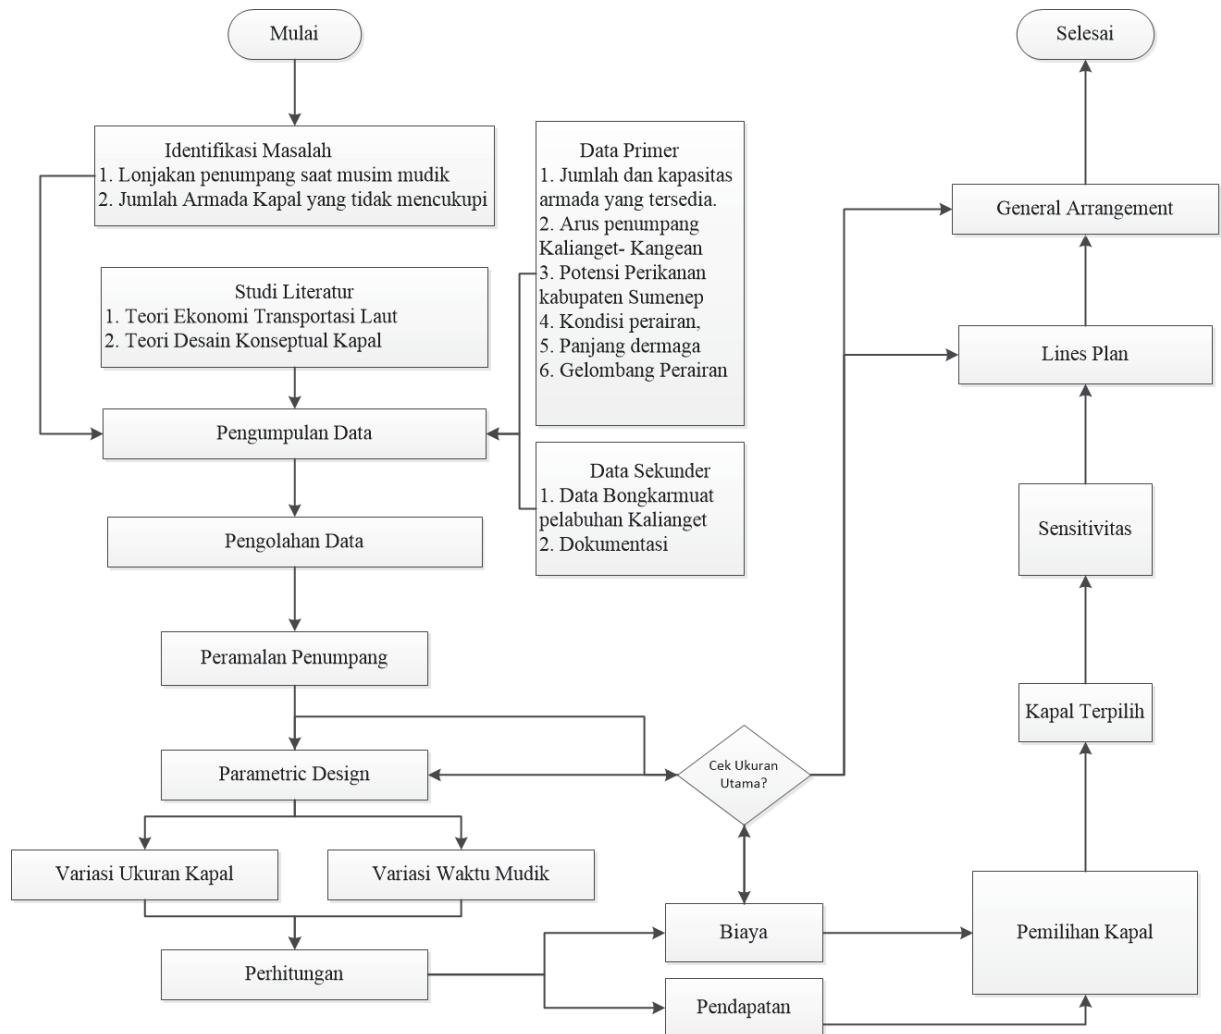 Mulai
Identifikasi Masalah
1. Lonjakan penumpang saat musim mudik
2. Jumlah Armada Kapal yang tidak mencukupi
Studi Literatur
1. Teori Ekonomi Transportasi Laut
2. Teori Desain Konseptual Kapal
Data Primer
1. Jumlah dan kapasitas
armada yang tersedia.
2. Arus penumpang
Kalianget- Kangean
3. Potensi Perikanan
kabupaten Sumenep
4. Kondisi perairan,
5. Panjang dermaga
6. Gelombang Perairan
Data Sekunder
1. Data Bongkarmuat
pelabuhan Kalianget
2. Dokumentasi
Pengumpulan Data
Pengolahan Data
Peramalan Penumpang
Parametric Design
Cek Ukuran
Utama?
Variasi Ukuran Kapal
Variasi Waktu Mudik
Perhitungan
Biaya
Pendapatan
Pemilihan Kapal
Kapal Terpilih
Sensitivitas
Lines Plan
General Arrangement
Selesai